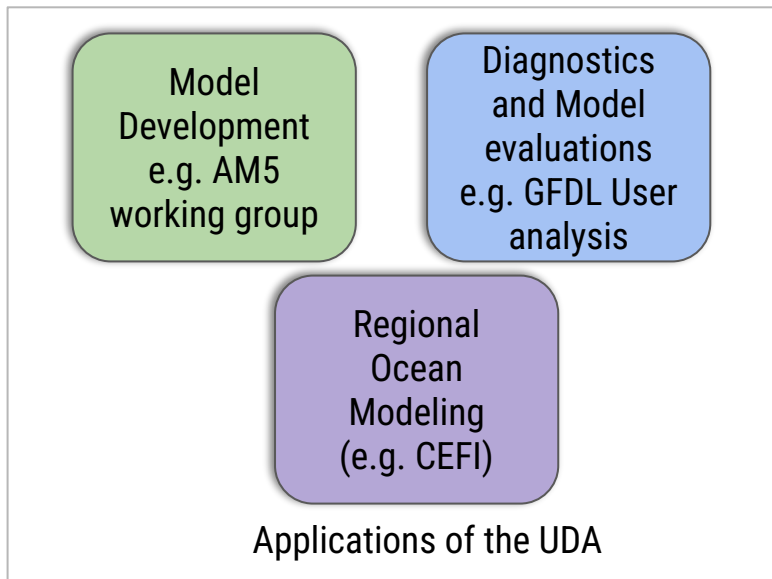 Model
Development
e.g. AM5
working group
Diagnostics
and Model
evaluations
e.g. GFDL User
analysis
Regional
Ocean
Modeling
(e.g. CEFI)
Applications of the UDA